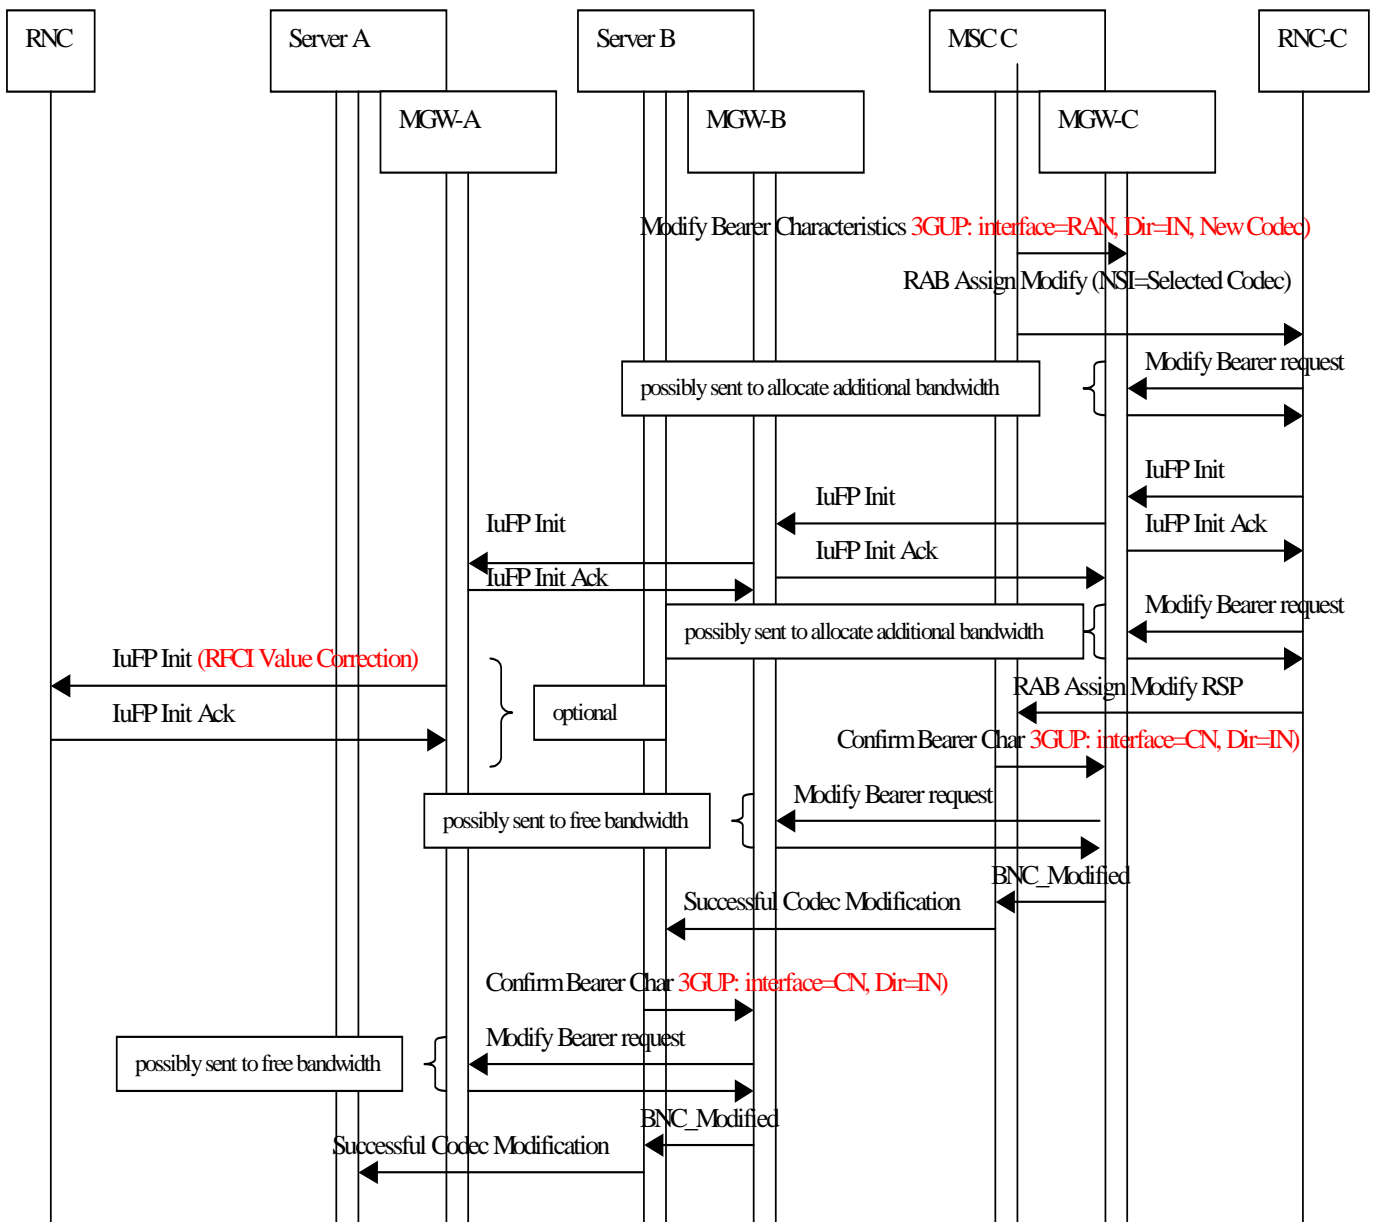 RNC
Server A
Server B
MSC C
RNC-C
MGW-A
MGW-B
MGW-C
Modify Bearer Characteristics 3GUP: interface=RAN, Dir=IN, New Codec)
RAB Assign Modify (NSI=Selected Codec)
Modify Bearer request
possibly sent to allocate additional bandwidth
IuFP Init
IuFP Init
IuFP Init
IuFP Init Ack
IuFP Init Ack
IuFP Init Ack
Modify Bearer request
possibly sent to allocate additional bandwidth
IuFP Init (RFCI Value Correction)
RAB Assign Modify RSP
IuFP Init Ack
optional
Confirm Bearer Char 3GUP: interface=CN, Dir=IN)
Modify Bearer request
possibly sent to free bandwidth
BNC_Modified
Successful Codec Modification
Confirm Bearer Char 3GUP: interface=CN, Dir=IN)
Modify Bearer request
possibly sent to free bandwidth
BNC_Modified
Successful Codec Modification